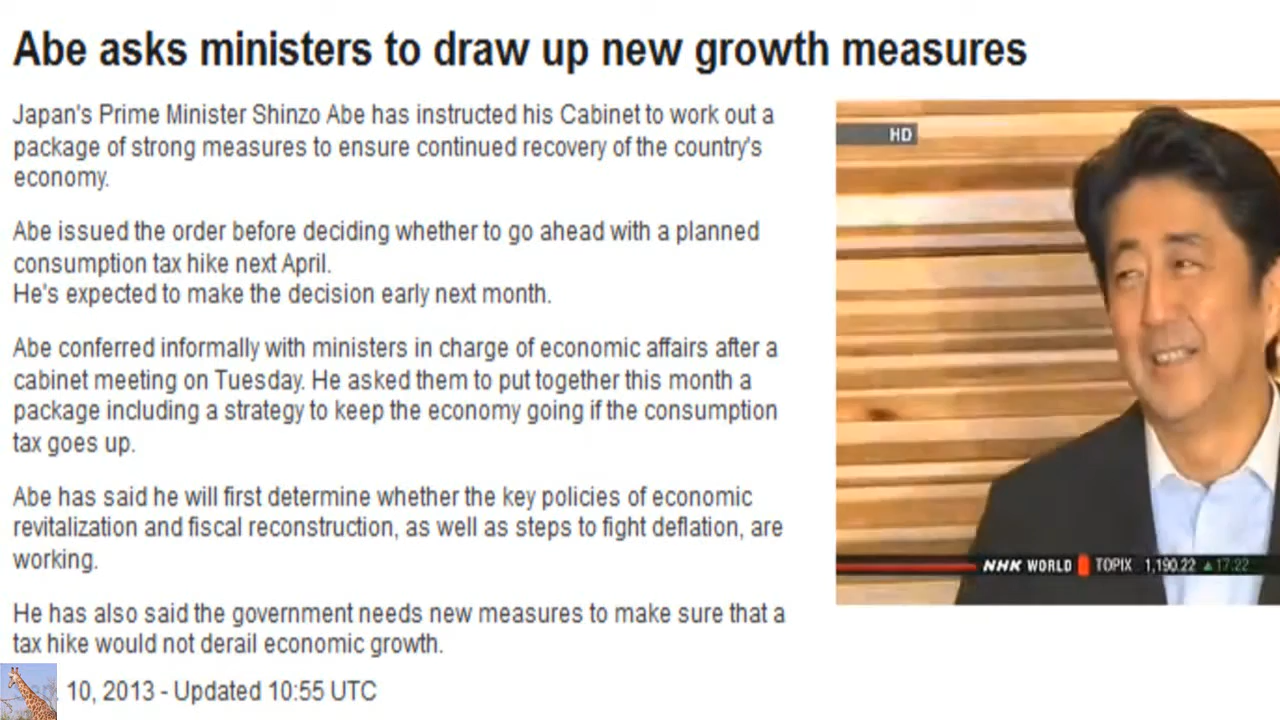 Abe asks ministers to draw up new growth measures
Japan's Prime Minister Shinzo Abe has instructed his Cabinet to work out a
package of strong measures to ensure continued recovery of the country's
economy.
Abe issued the order before deciding whether to go ahead with a planned
consumption tax hike next April.
He's expected to make the decision early next month.
Abe conferred informally with ministers in charge of economic affairs after a
cabinet meeting on Tuesday. He asked them to put together this month a
package including a strategy to keep the economy going if the consumption
tax goes up.
Abe has said he will first determine whether the key policies of economic
revitalization and fiscal reconstruction, as well as steps to fight deflation, are
working.
He has also said the government needs new measures to make sure that a
tax hike would not derail economic growth.
10, 2013 - Updated 10:55 UTC
HD
NHK WORLD TOPIX 1,190.22 ▲17.22